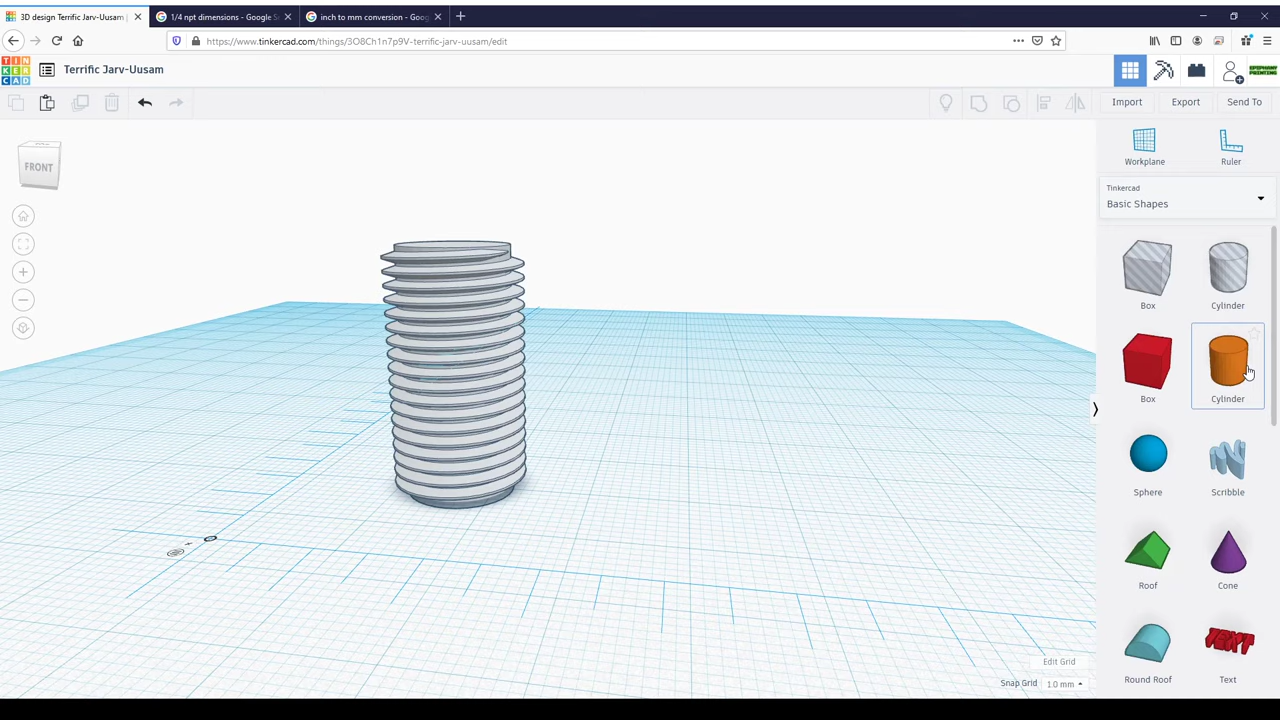 3D design Terrific Jarv-Uusam |
1/4 npt dimensions - Google S
inch to mm conversion - Goog
https://www.tinkercad.com/things/3O8Ch1n7p9V-terrific-jarv-uusam/edit
TIN
KER
CAD
Terrific Jarv-Uusam
EPIPHANY
PRINTING
Import
Export
Send To
FRONT
Workplane
Ruler
Tinkercad
Basic Shapes
Box
Cylinder
Box
Cylinder
Sphere
Scribble
Roof
Cone
TEXT
Round Roof
Text
Edit Grid
Snap Grid
1.0 mm